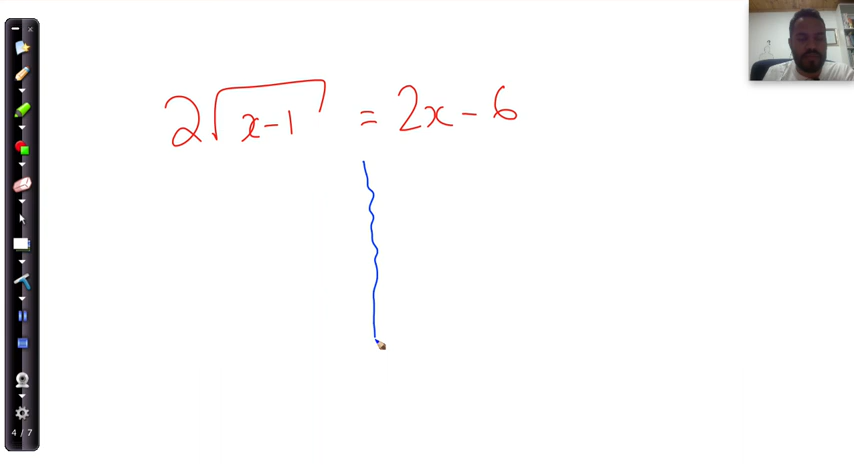 2√(x-1) = 2x - 6
4 / 7